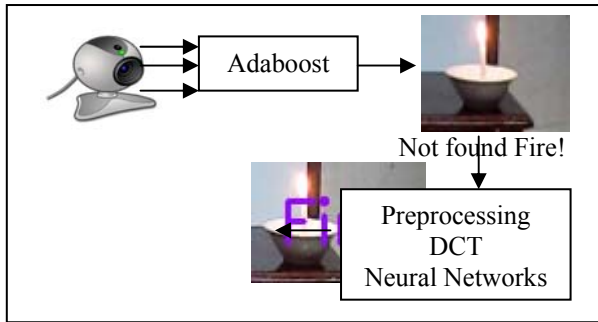 Adaboost
Not found Fire!
Preprocessing
DCT
Neural Networks